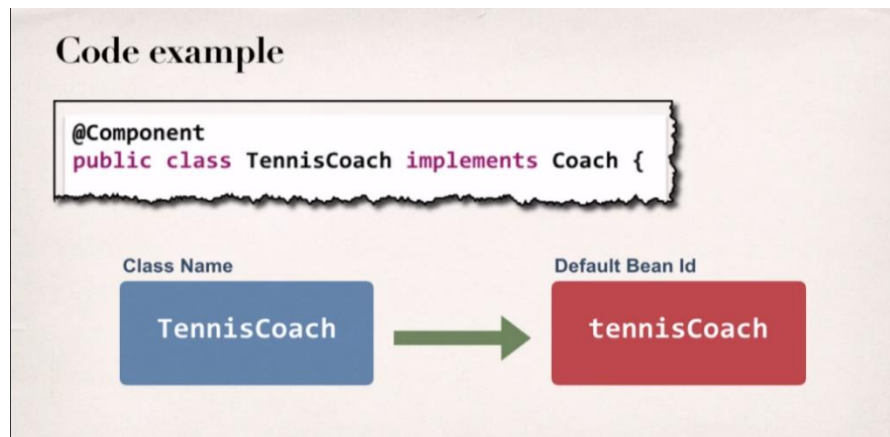 Code example
@Component
public class TennisCoach implements Coach {
Class Name
Default Bean Id
TennisCoach
tennisCoach